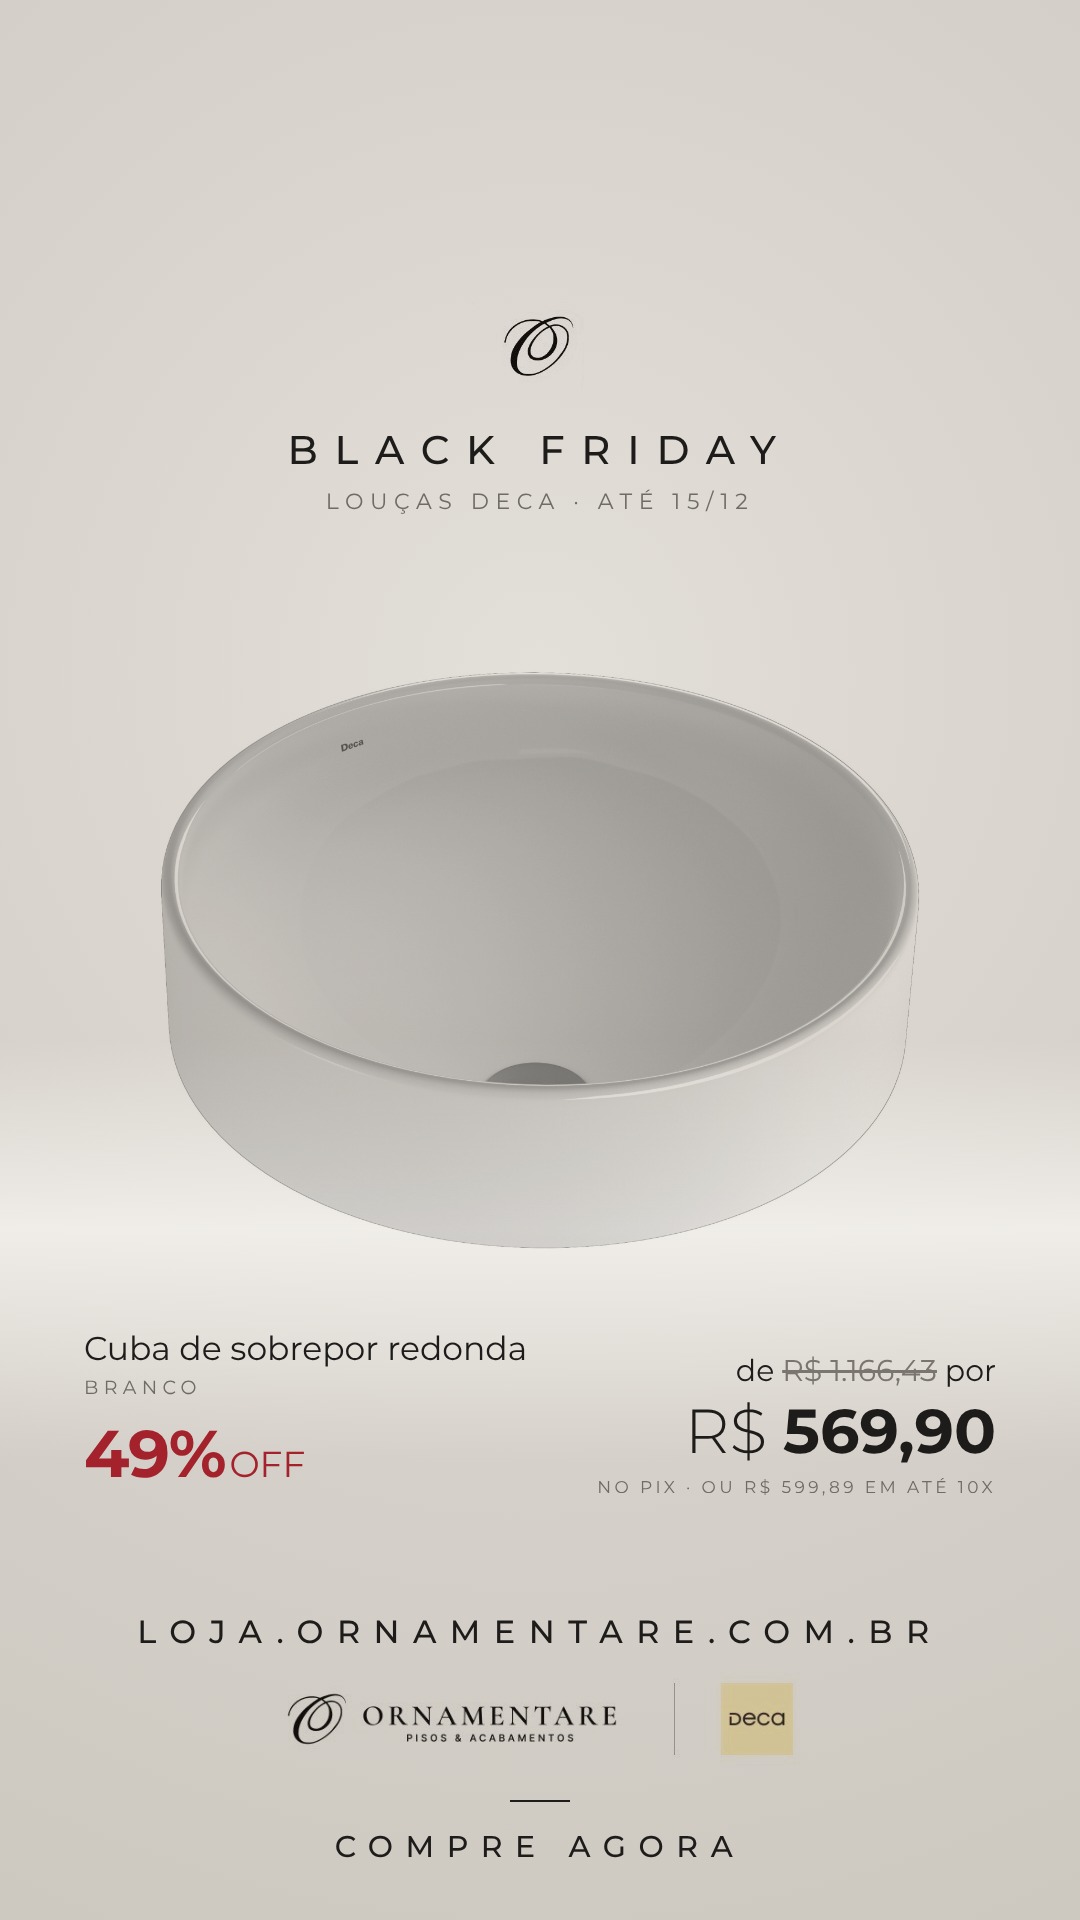 O
BLACK FRIDAY
LOUÇAS DECA · ATÉ 15/12
Deca
Cuba de sobrepor redonda
BRANCO
49% OFF
de R$ 1.166,43 por
R$ 569,90
NO PIX · OU R$ 599,89 EM ATÉ 10X
LOJA.ORNAMENTARE.COM.BR
O ORNAMENTARE
PISOS & ACABAMENTOS
Deca
COMPRE AGORA